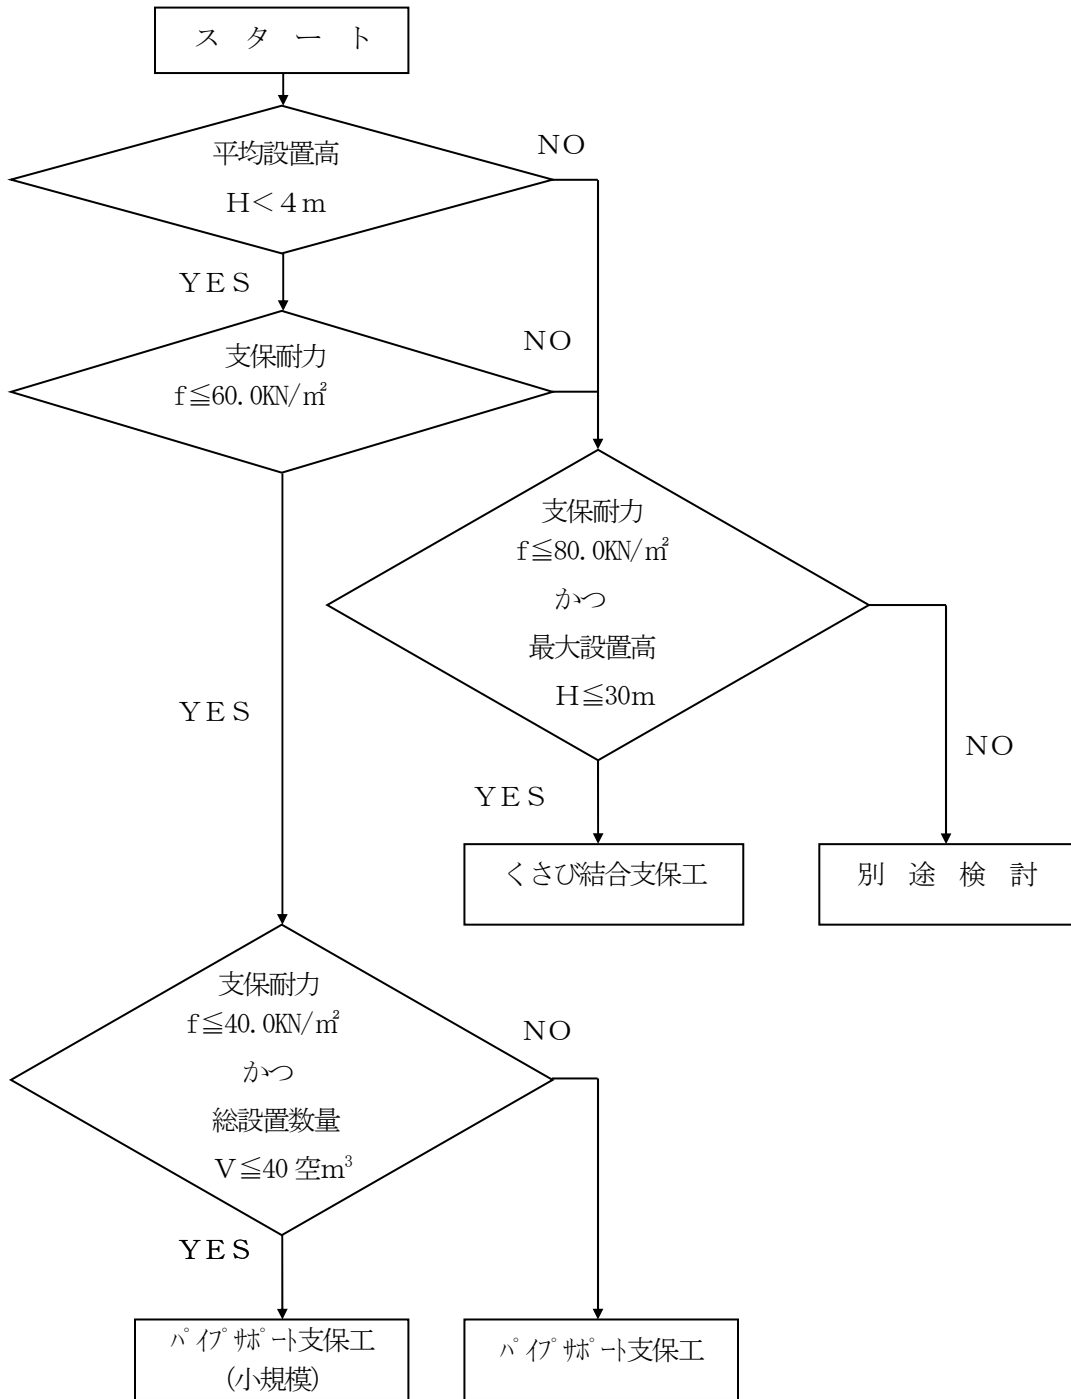 ス タ ー ト
平均設置高
H<4m
NO
YES
支保耐力
f≦60.0KN/㎡
NO
支保耐力
f≦80.0KN/㎡
かつ
最大設置高
H≦30m
YES
NO
YES
くさび結合支保工
別 途 検 討
支保耐力
f≦40.0KN/㎡
かつ
総設置数量
V≦40 空m³
NO
YES
ﾊﾟｲﾌﾟｻﾎﾟｰﾄ支保工
(小規模)
ﾊﾟｲﾌﾟｻﾎﾟｰﾄ支保工